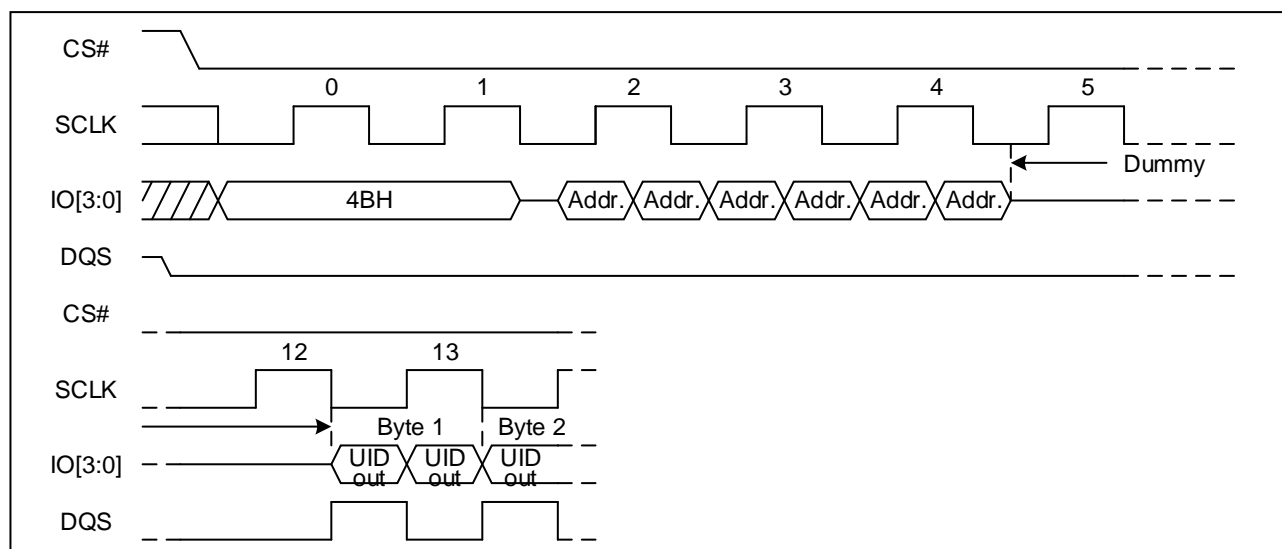 CS#
0 1 2 3 4 5
SCLK
Dummy
IO[3:0] 4BH Addr. Addr. Addr. Addr. Addr. Addr.
DQS
CS#
12 13
SCLK
Byte 1 Byte 2
IO[3:0] UID out UID out UID out
DQS